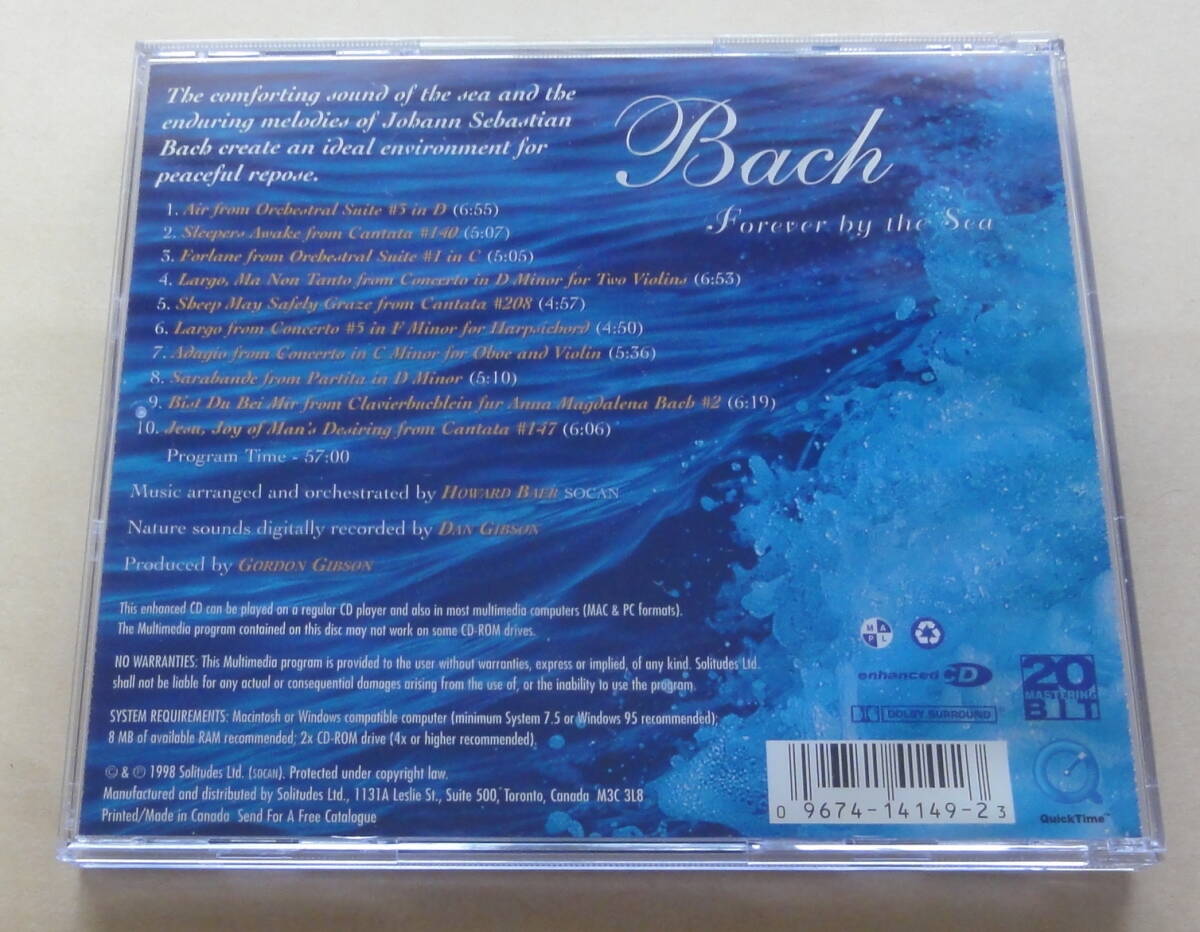 The comforting sound of the sea and the
enduring melodies of Johann Sebastian
Bach create an ideal environment for
peaceful repose.
Bach
Forever by the Sea
1. Air from Orchestral Suite #3 in D (6:55)
2. Sleepers Awake from Cantata #140 (5:07)
3. Forlane from Orchestral Suite #1 in C (5:05)
4. Largo, Ma Non Tanto from Concerto in D Minor for Two Violins (6:53)
5. Sheep May Safely Graze from Cantata #208 (4:57)
6. Largo from Concerto #5 in F Minor for Harpsichord (4:50)
7. Adagio from Concerto in C Minor for Oboe and Violin (5:36)
8. Sarabande from Partita in D Minor (5:10)
9. Bist Du Bei Mir from Clavierbuchlein fur Anna Magdalena Bach #2 (6:19)
10. Jesu, Joy of Man's Desiring from Cantata #147 (6:06)
Program Time - 57:00
Music arranged and orchestrated by HOWARD BAER SOCAN
Nature sounds digitally recorded by DAN GIBSON
Produced by GORDON GIBSON
This enhanced CD can be played on a regular CD player and also in most multimedia computers (MAC & PC formats).
The Multimedia program contained on this disc may not work on some CD-ROM drives.
NO WARRANTIES: This Multimedia program is provided to the user without warranties, express or implied, of any kind. Solitudes Ltd.
shall not be liable for any actual or consequential damages arising from the use of, or the inability to use the program.
SYSTEM REQUIREMENTS: Macintosh or Windows compatible computer (minimum System 7.5 or Windows 95 recommended);
8 MB of available RAM recommended; 2x CD-ROM drive (4x or higher recommended).
© & ℗ 1998 Solitudes Ltd. (SOCAN). Protected under copyright law.
Manufactured and distributed by Solitudes Ltd., 1131A Leslie St., Suite 500, Toronto, Canada M3C 3L8
Printed/Made in Canada Send For A Free Catalogue
M A
P L
enhanced CD
DOLBY SURROUND
20
MASTERING
BIT
0 9674-14149-2 3
QuickTime™